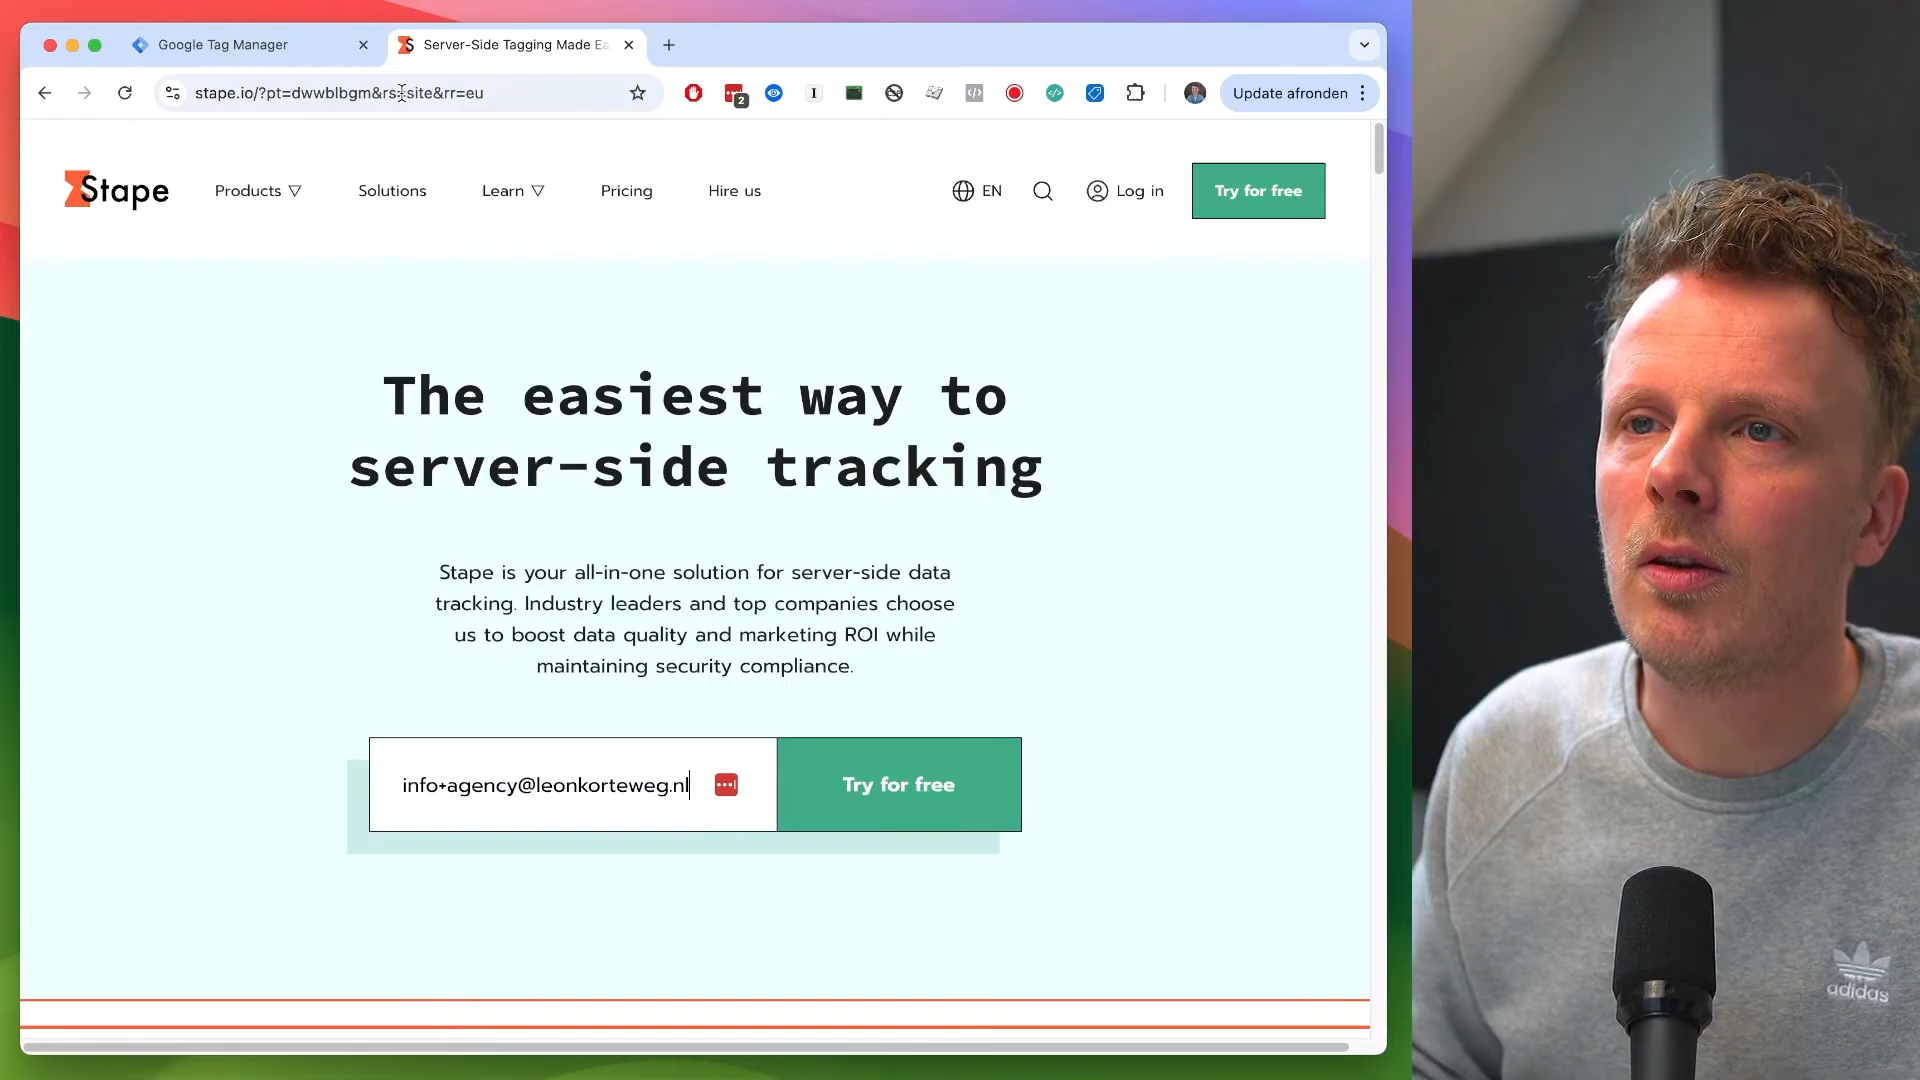 Google Tag Manager
Server-Side Tagging Made Ea
stape.io/?pt=dwwblbgm&rs=site&rr=eu
2
Update afronden
Stape
Products
Solutions
Learn
Pricing
Hire us
EN
Log in
Try for free
The easiest way to
server-side tracking
Stape is your all-in-one solution for server-side data
tracking. Industry leaders and top companies choose
us to boost data quality and marketing ROI while
maintaining security compliance.
info+agency@leonkorteweg.nl
Try for free
adidas